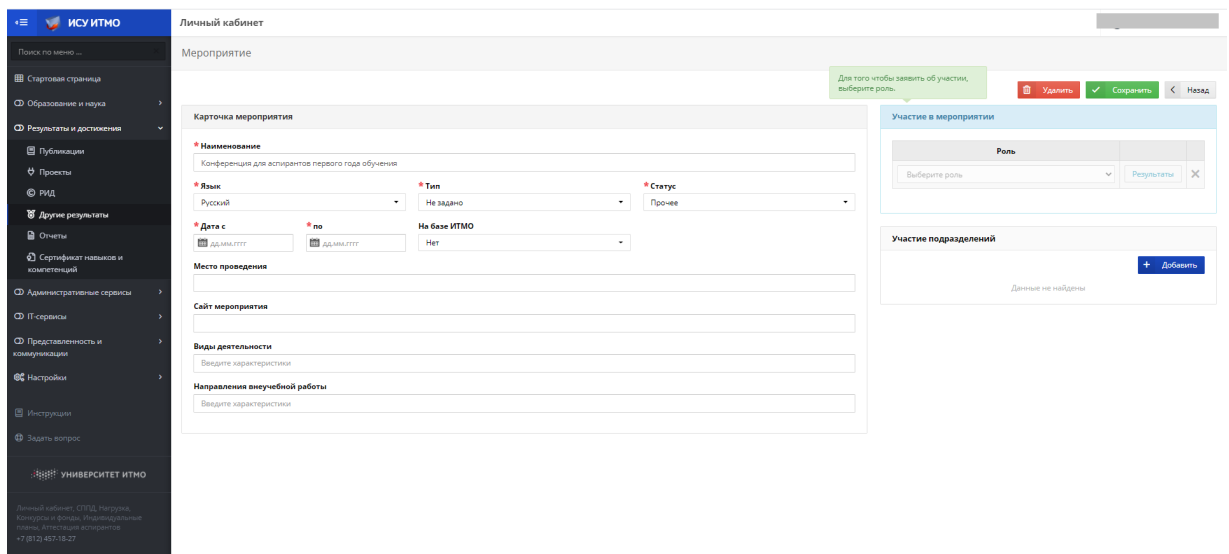 ИСУ ИТМО
Личный кабинет
Поиск по меню ...
Мероприятие
Стартовая страница
Образование и наука
Результаты и достижения
Публикации
Проекты
РИД
Другие результаты
Отчеты
Сертификат навыков и
компетенций
Административные сервисы
IT-сервисы
Представленность и
коммуникации
Настройки
Инструкции
Задать вопрос
УНИВЕРСИТЕТ ИТМО
Личный кабинет, СППД, Нагрузка,
Конкурсы и фонды, Индивидуальные
планы, Аттестация аспирантов
+7 (812) 457-18-27
Для того чтобы заявить об участии,
выберите роль.
Удалить
Сохранить
Назад
Карточка мероприятия
* Наименование
Конференция для аспирантов первого года обучения
* Язык * Тип * Статус
Русский Не задано Прочее
* Дата с * по На базе ИТМО
дд.мм.гггг дд.мм.гггг Нет
Место проведения
Сайт мероприятия
Виды деятельности
Введите характеристики
Направления внеучебной работы
Введите характеристики
Участие в мероприятии
Роль
Выберите роль Результаты
Участие подразделений
+ Добавить
Данные не найдены